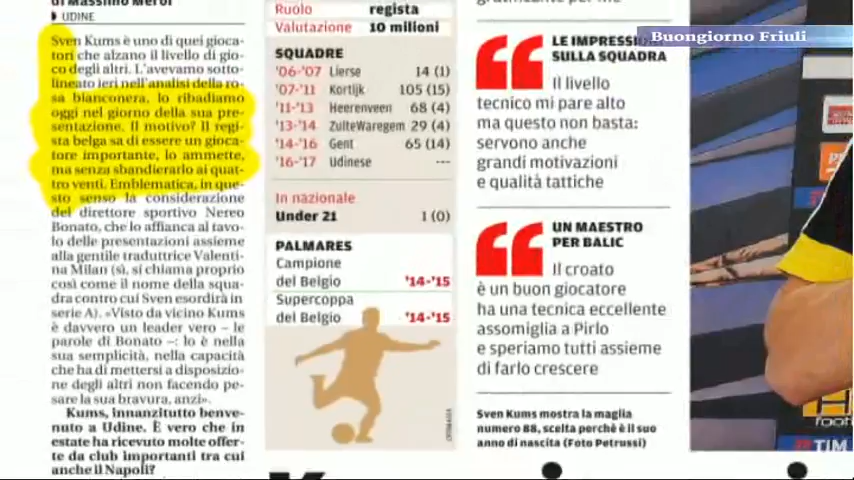 di Massimo Meroi
UDINE
Sven Kums è uno di quei gioca-
tori che alzano il livello di gio-
co degli altri. L'avevamo sotto-
lineato ieri nell'analisi della ro-
sa bianconera, lo ribadiamo
oggi nel giorno della sua pre-
sentazione. Il motivo? Il regi-
sta belga sa di essere un gioca-
tore importante, lo ammette,
ma senza sbandierarlo ai quat-
tro venti. Emblematica, in que-
sto senso la considerazione
del direttore sportivo Nereo
Bonato, che lo affianca al tavo-
lo delle presentazioni assieme
alla gentile traduttrice Valenti-
na Milan (sì, si chiama proprio
così come il nome della squa-
dra contro cui Sven esordirà in
serie A). «Visto da vicino Kums
è davvero un leader vero – le
parole di Bonato –: lo è nella
sua semplicità, nella capacità
che ha di mettersi a disposizio-
ne degli altri non facendo pe-
sare la sua bravura, anzi».
Kums, innanzitutto benve-
nuto a Udine. È vero che in
estate ha ricevuto molte offer-
te da club importanti tra cui
anche il Napoli?
Ruolo regista
Valutazione 10 milioni
SQUADRE
'06-'07 Lierse 14 (1)
'07-'11 Kortijk 105 (15)
'11-'13 Heerenveen 68 (4)
'13-'14 ZulteWaregem 29 (4)
'14-'16 Gent 65 (14)
'16-'17 Udinese ---
In nazionale
Under 21 1 (0)
PALMARES
Campione
del Belgio '14-'15
Supercoppa
del Belgio '14-'15
LE IMPRESSIONI
SULLA SQUADRA
Il livello
tecnico mi pare alto
ma questo non basta:
servono anche
grandi motivazioni
e qualità tattiche
UN MAESTRO
PER BALIC
Il croato
è un buon giocatore
ha una tecnica eccellente
assomiglia a Pirlo
e speriamo tutti assieme
di farlo crescere
Sven Kums mostra la maglia
numero 88, scelta perchè è il suo
anno di nascita (Foto Petrussi)
Buongiorno Friuli
TIM